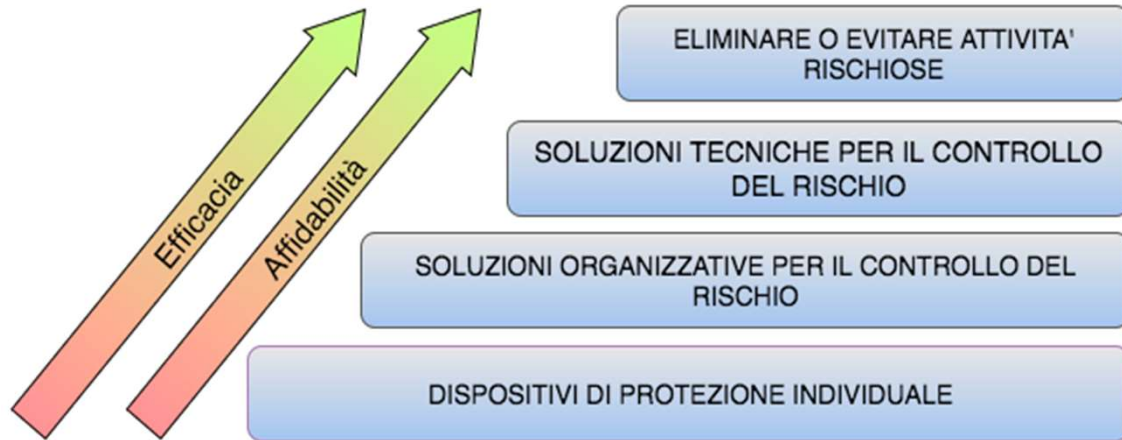 ELIMINARE O EVITARE ATTIVITA'
RISCHIOSE
SOLUZIONI TECNICHE PER IL CONTROLLO
DEL RISCHIO
SOLUZIONI ORGANIZZATIVE PER IL CONTROLLO DEL
RISCHIO
DISPOSITIVI DI PROTEZIONE INDIVIDUALE
Efficacia
Affidabilità